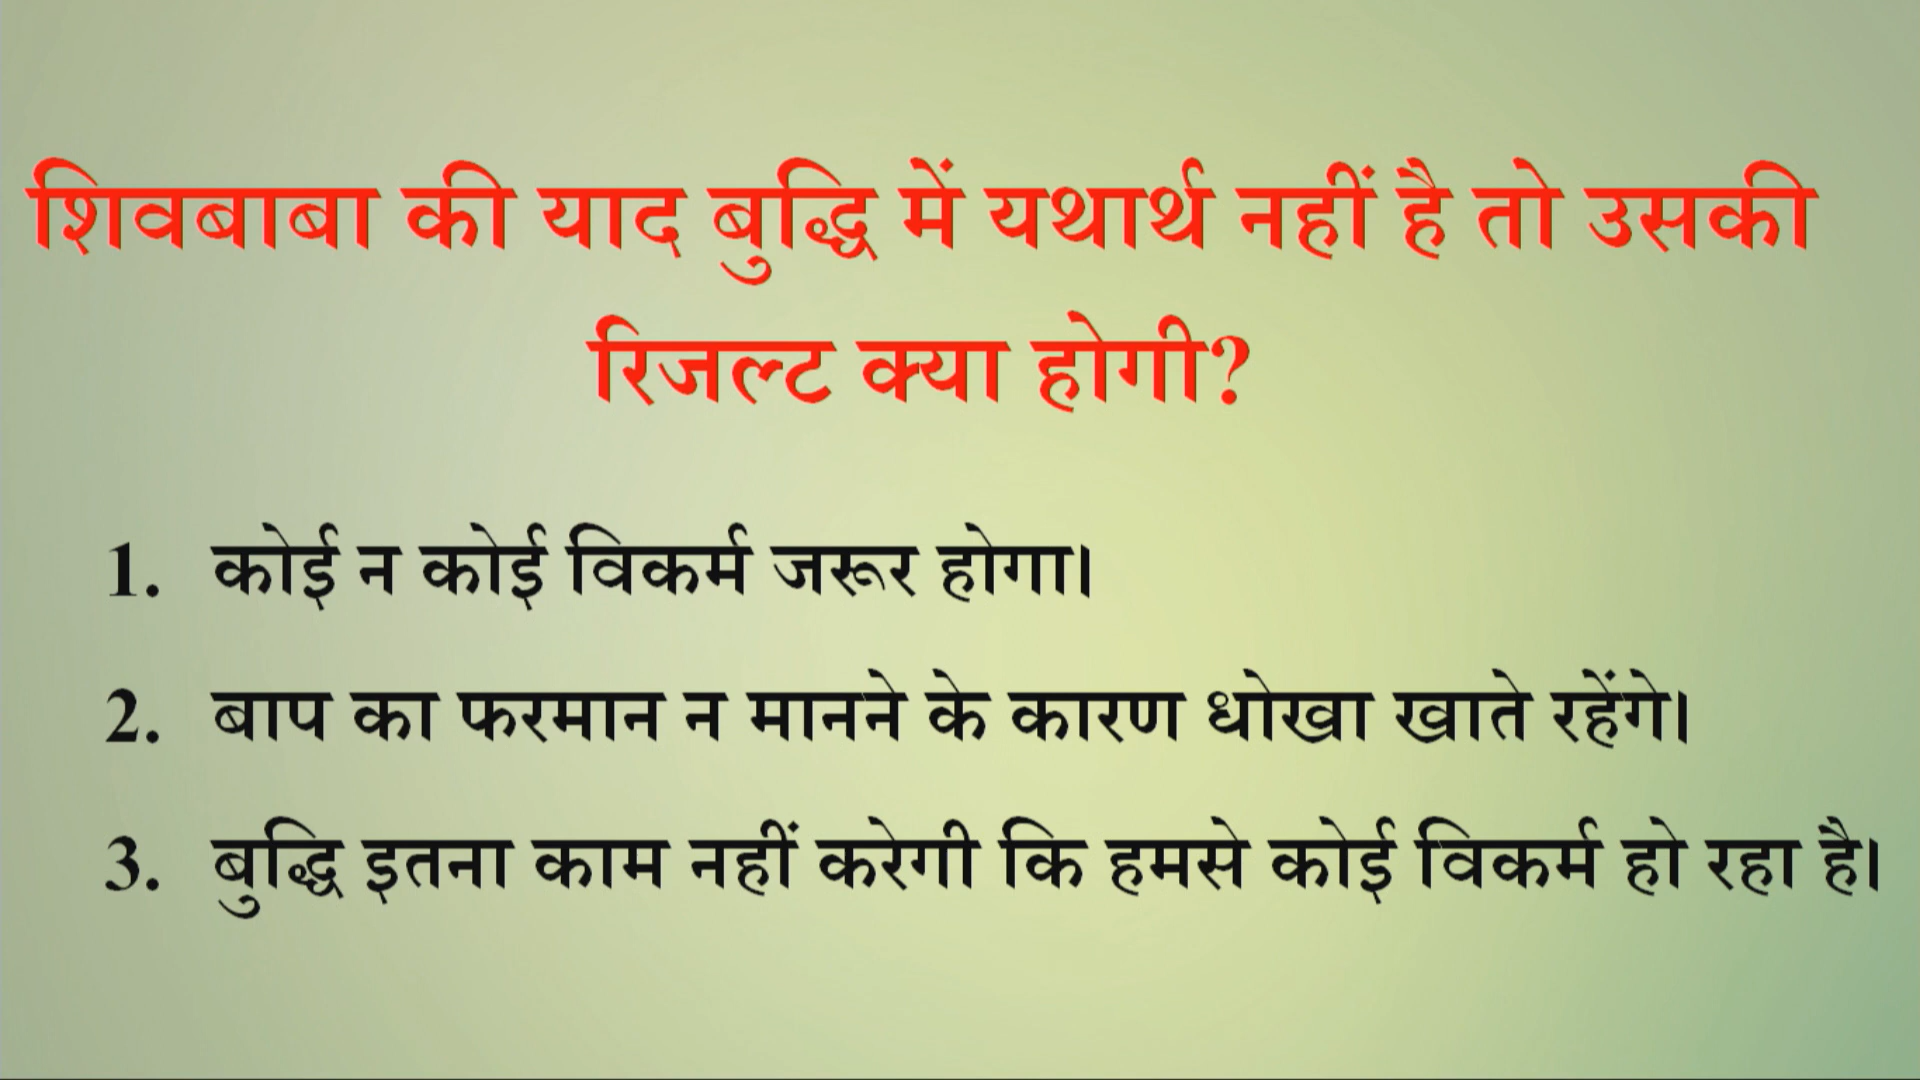 शिवबाबा की याद बुद्धि में यथार्थ नहीं है तो उसकी
रिजल्ट क्या होगी?
1. कोई न कोई विकर्म जरूर होगा।
2. बाप का फरमान न मानने के कारण धोखा खाते रहेंगे।
3. बुद्धि इतना काम नहीं करेगी कि हमसे कोई विकर्म हो रहा है।